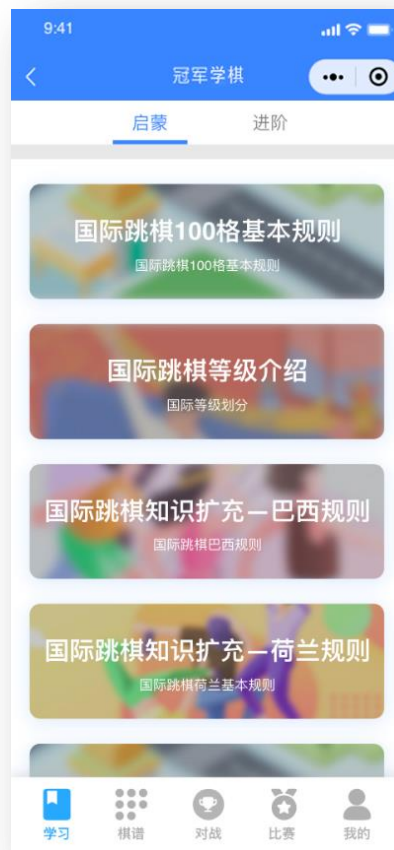 9:41
冠军学棋
启蒙
进阶
国际跳棋100格基本规则
国际跳棋100格基本规则
国际跳棋等级介绍
国际等级划分
国际跳棋知识扩充—巴西规则
国际跳棋巴西规则
国际跳棋知识扩充—荷兰规则
国际跳棋荷兰基本规则
学习
棋谱
对战
比赛
我的